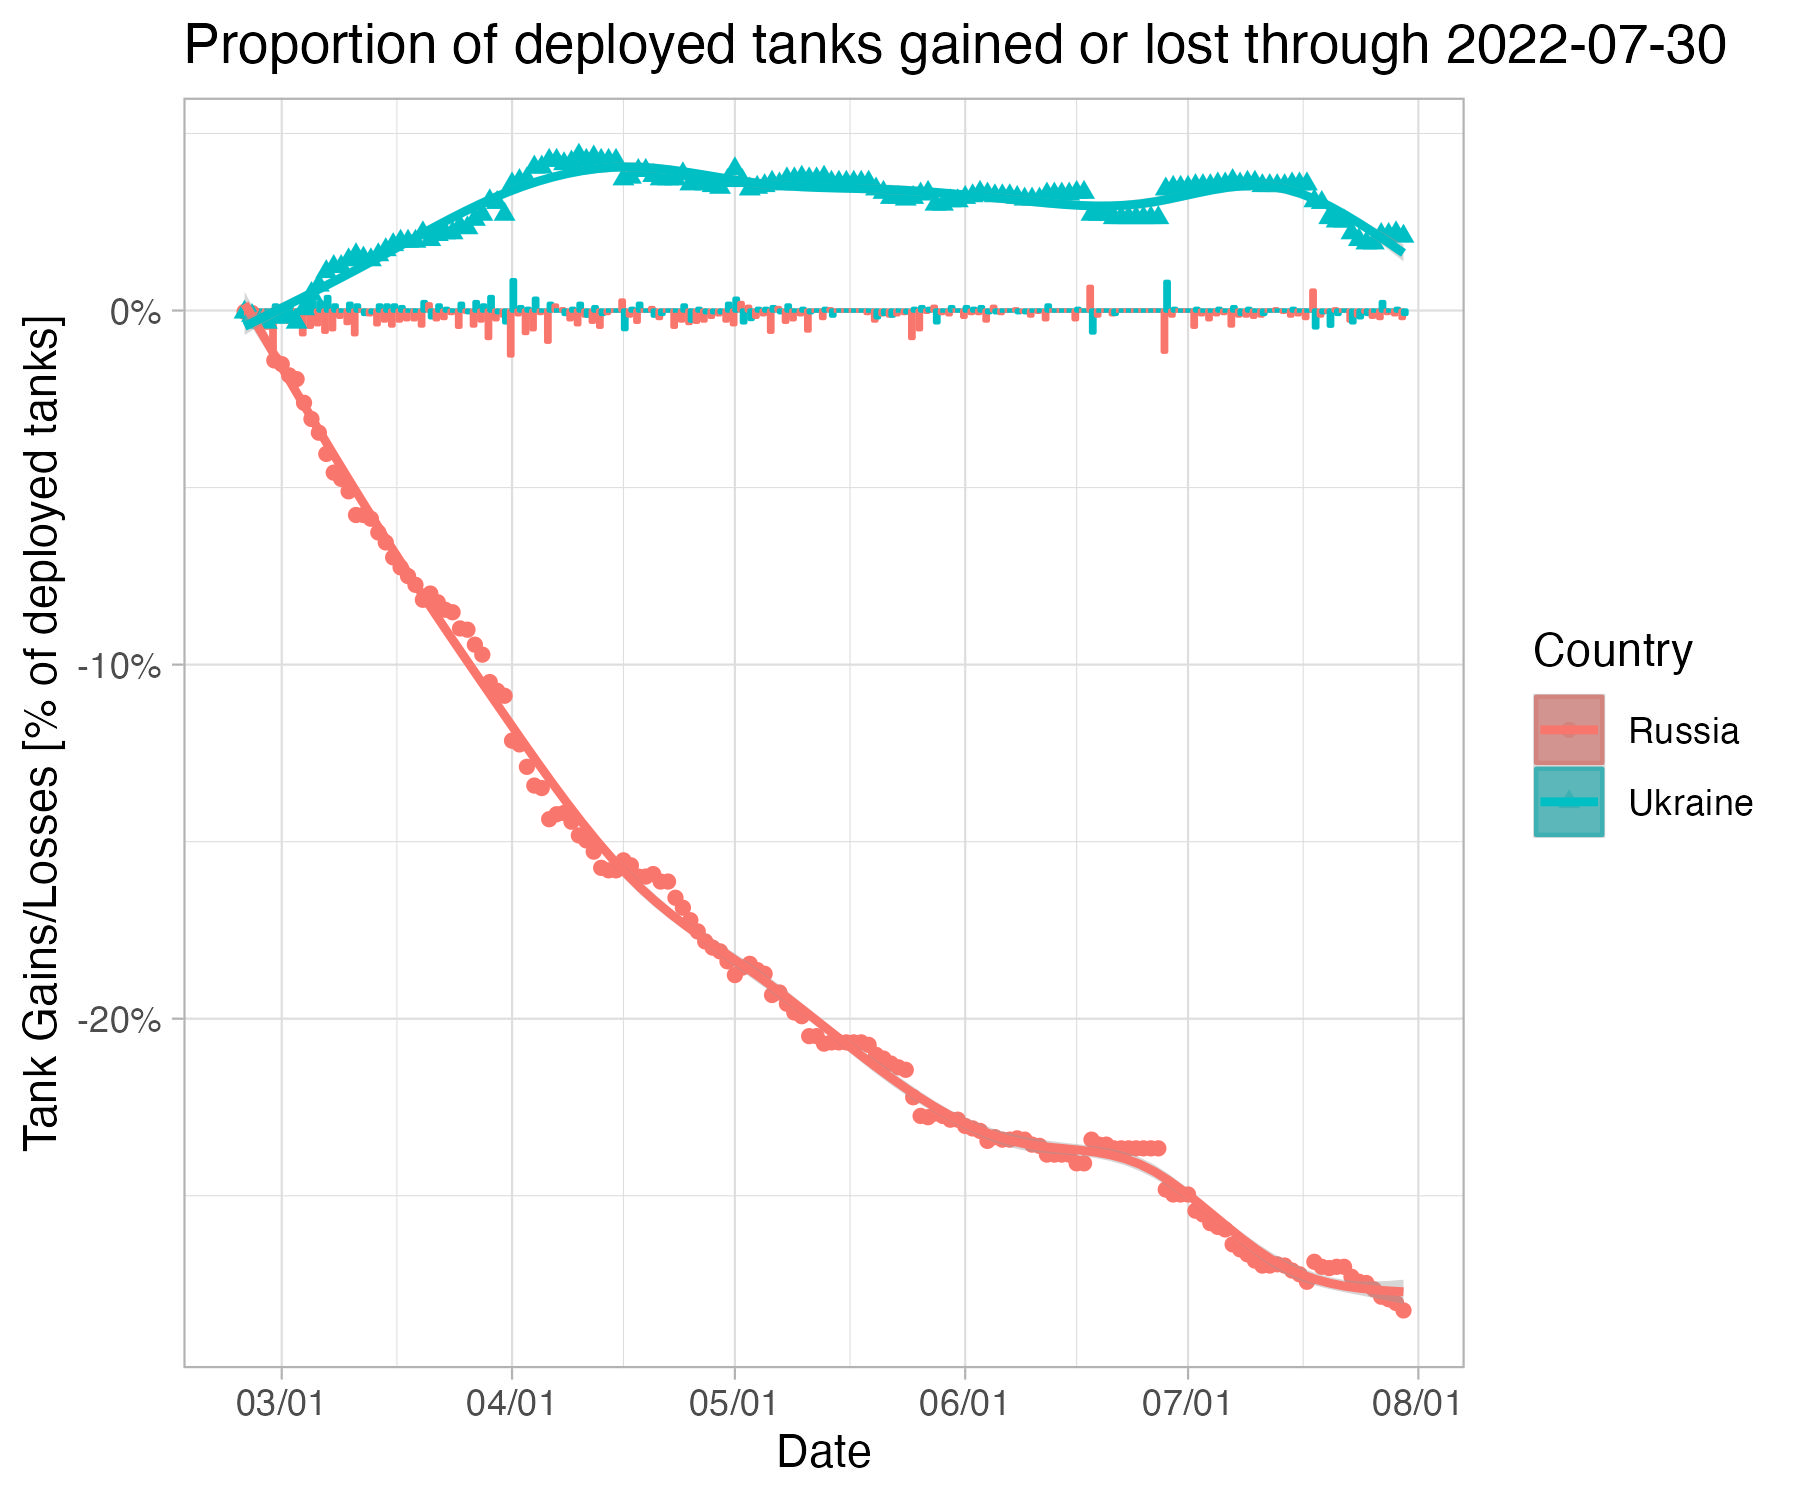 Proportion of deployed tanks gained or lost through 2022-07-30
Tank Gains/Losses [% of deployed tanks]
0%
-10%
-20%
03/01
04/01
05/01
06/01
07/01
08/01
Date
Country
Russia
Ukraine